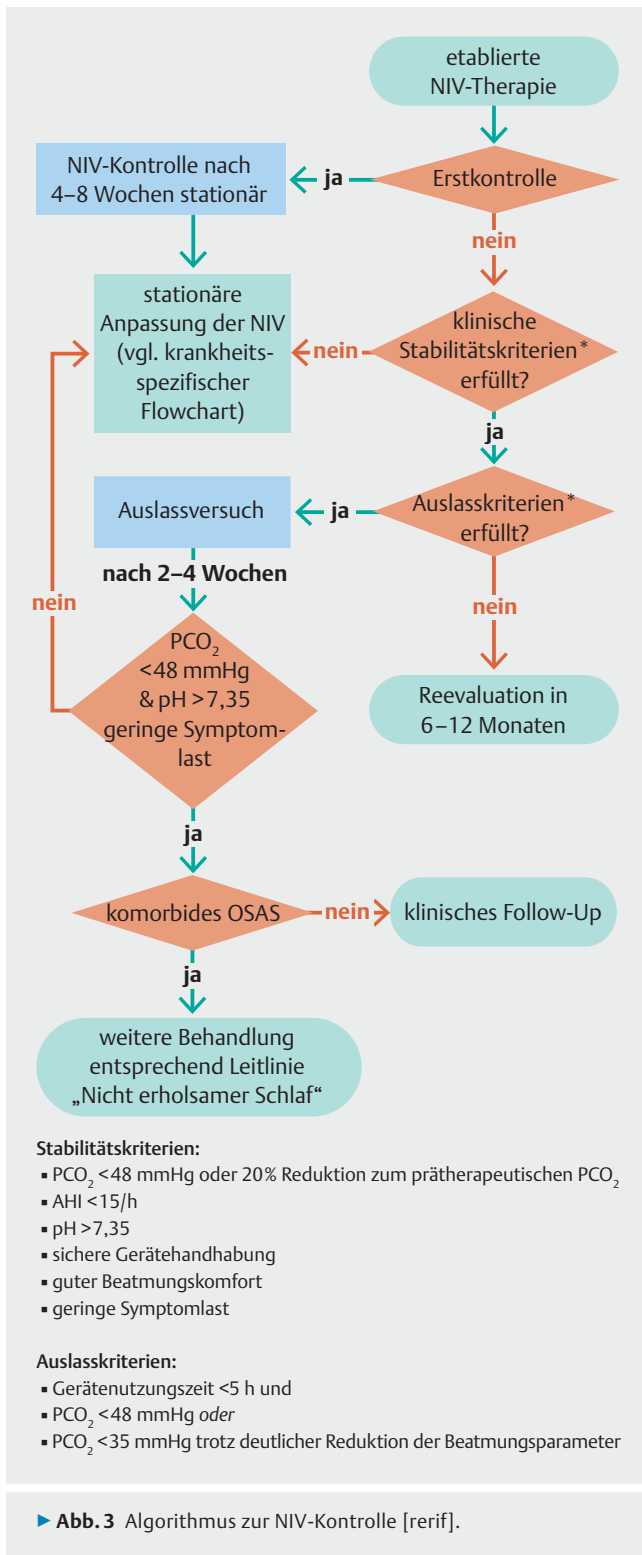 etablierte
NIV-Therapie
Erstkontrolle
ja
NIV-Kontrolle nach
4–8 Wochen stationär
nein
klinische
Stabilitätskriterien*
erfüllt?
nein
stationäre
Anpassung der NIV
(vgl. krankheits-
spezifischer
Flowchart)
ja
Auslasskriterien*
erfüllt?
ja
Auslassversuch
nach 2–4 Wochen
nein
nein
Reevaluation in
6–12 Monaten
PCO₂
<48 mmHg
& pH >7,35
geringe Symptom-
last
ja
komorbides OSAS
nein
klinisches Follow-Up
ja
weitere Behandlung
entsprechend Leitlinie
„Nicht erholsamer Schlaf“
Stabilitätskriterien:
▪ PCO₂ <48 mmHg oder 20% Reduktion zum prätherapeutischen PCO₂
▪ AHI <15/h
▪ pH >7,35
▪ sichere Gerätehandhabung
▪ guter Beatmungskomfort
▪ geringe Symptomlast
Auslasskriterien:
▪ Gerätenutzungszeit <5 h und
▪ PCO₂ <48 mmHg oder
▪ PCO₂ <35 mmHg trotz deutlicher Reduktion der Beatmungsparameter
► Abb. 3 Algorithmus zur NIV-Kontrolle [rerif].